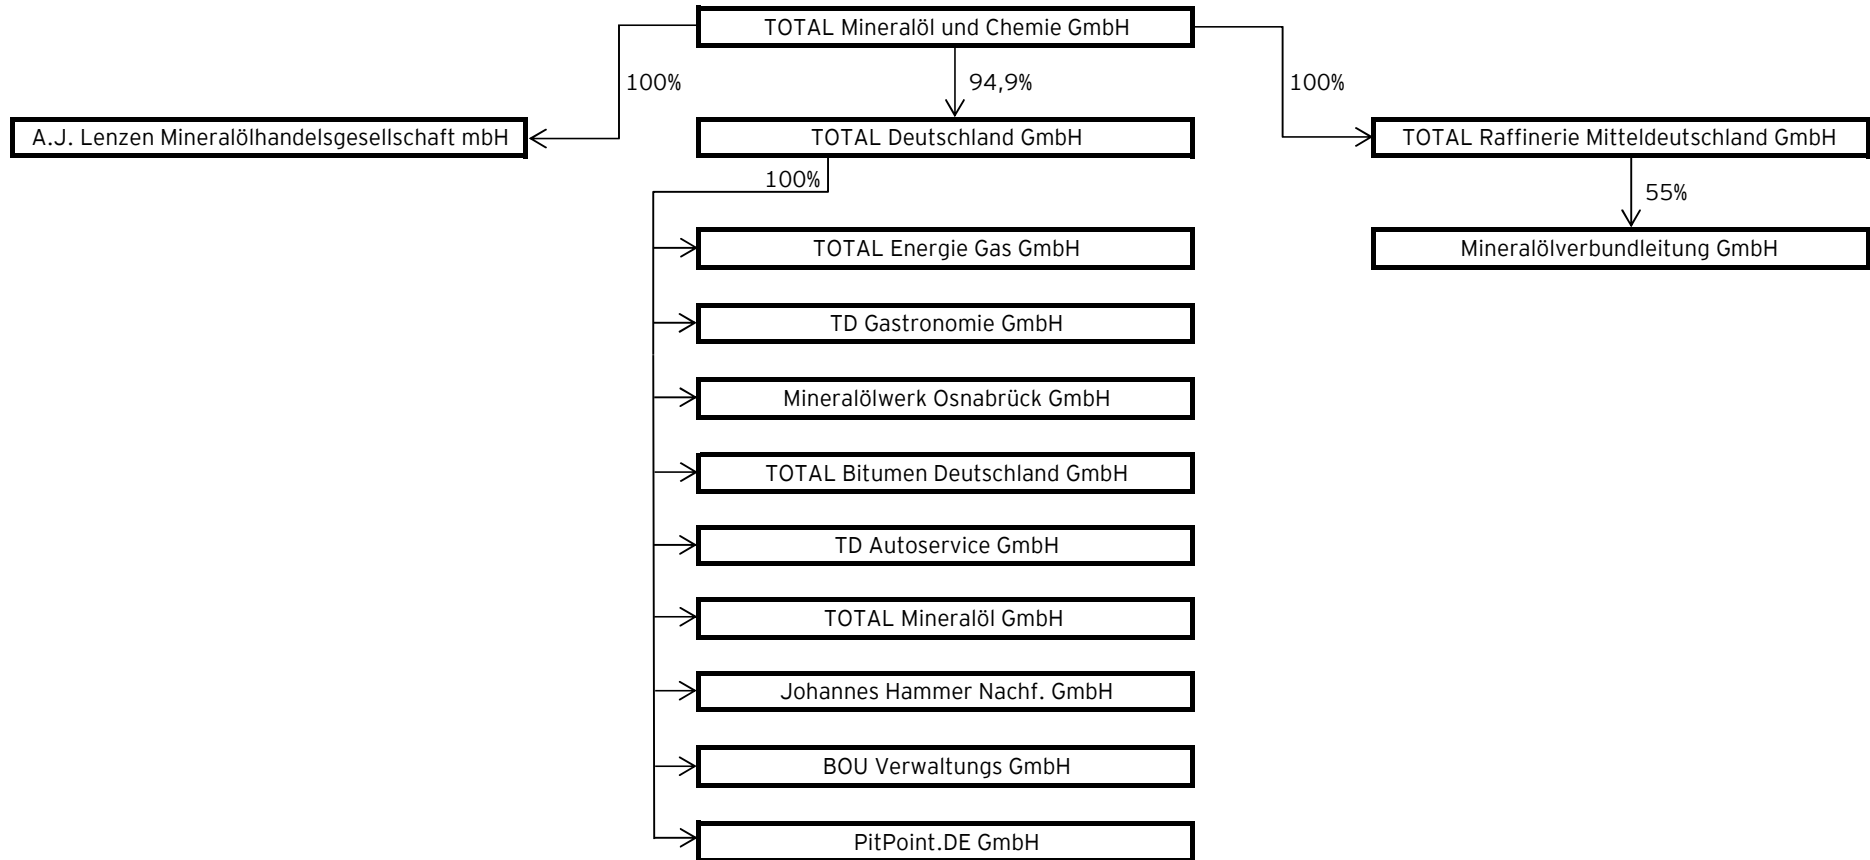 TOTAL Mineralöl und Chemie GmbH
100%
94,9%
100%
A.J. Lenzen Mineralölhandelsgesellschaft mbH
TOTAL Deutschland GmbH
TOTAL Raffinerie Mitteldeutschland GmbH
100%
55%
TOTAL Energie Gas GmbH
Mineralölverbundleitung GmbH
TD Gastronomie GmbH
Mineralölwerk Osnabrück GmbH
TOTAL Bitumen Deutschland GmbH
TD Autoservice GmbH
TOTAL Mineralöl GmbH
Johannes Hammer Nachf. GmbH
BOU Verwaltungs GmbH
PitPoint.DE GmbH